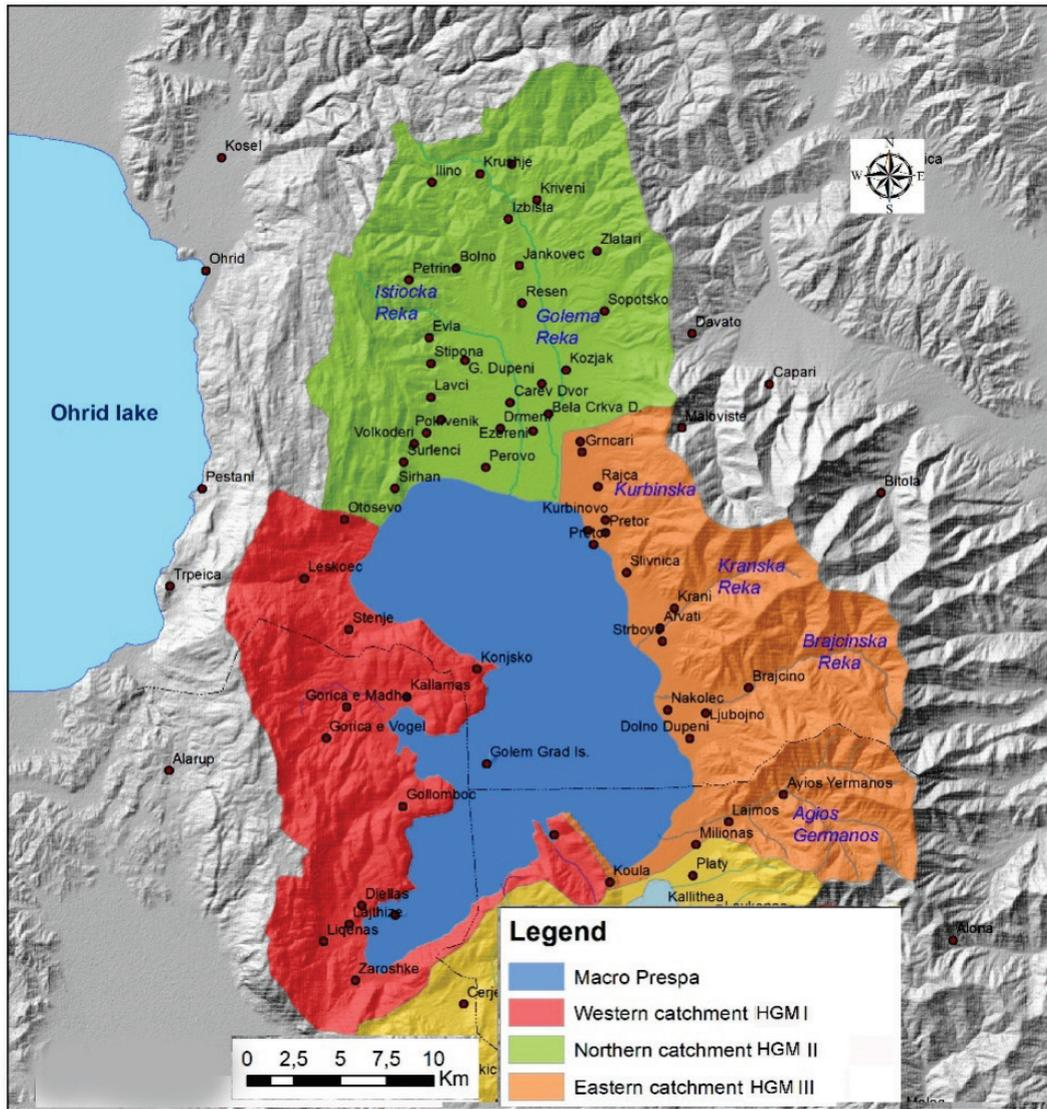 N
W
E
S
Kosel
Krushje
Ilino
Kriveni
Izbista
Zlatari
Ohrid
Bolno
Jankovec
Petrino
Istiocka
Reka
Resen
Golema
Reka
Sopotsko
Evla
Davato
Stipona
G. Dupeni
Kozjak
Capari
Lavci
Carev Dvor
Ohrid lake
Bela Crkva D.
Pokrvenik
Drmeni
Maloviste
Volkoderi
Ezereni
Grncari
Surlenci
Perovo
Pestani
Sirhan
Rajca
Kurbinska
Bitola
Otosevo
Kurbinovo
Pretor
Pretor
Trpeica
Leskoec
Slivnica
Kranska
Reka
Krani
Stenje
Arvati
Strbovo
Brajcinska
Reka
Konjsko
Kallamas
Brajcino
Gorica e Madhe
Nakolec
Ljubojno
Gorica e Vogel
Dolno Dupeni
Alarup
Golem Grad Is.
Ayios Yermanos
Gollomboc
Laimos
Agios
Germanos
Milionas
Koula
Platy
Kallithea
Djellas
Lajthize
Liqenas
Alona
Zaroshke
Cerje
Legend
Macro Prespa
Western catchment HGM I
Northern catchment HGM II
Eastern catchment HGM III
0 2,5 5 10
Km